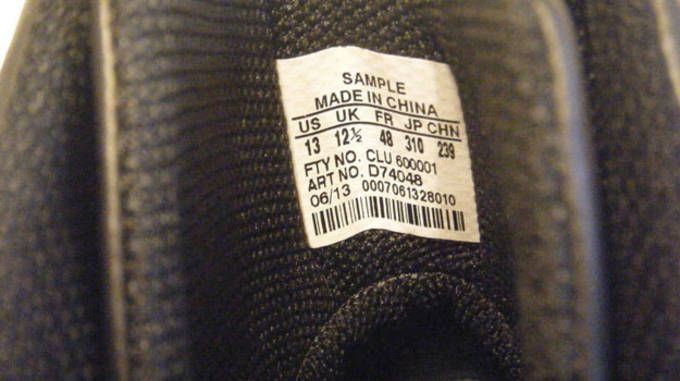 SAMPLE
MADE IN CHINA
US UK FR JP CHN
13 12½ 48 310 239
FTY NO. CLU 600001
ART NO. D74048
06/13 0007061328010